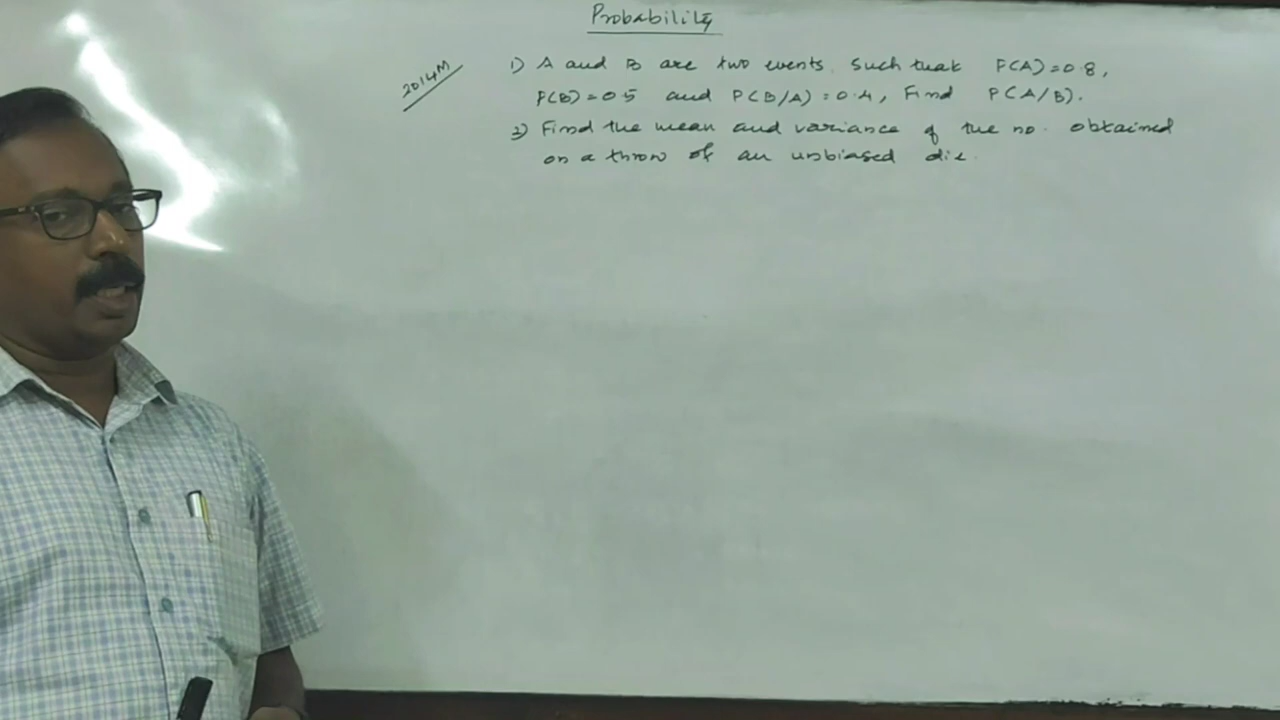 Probability
2014M
1) A and B are two events. Such that P(A)=0.8,
P(B)=0.5 and P(B/A)=0.4, Find P(A/B).
2) Find the mean and variance of the no. obtained
on a throw of an unbiased die.